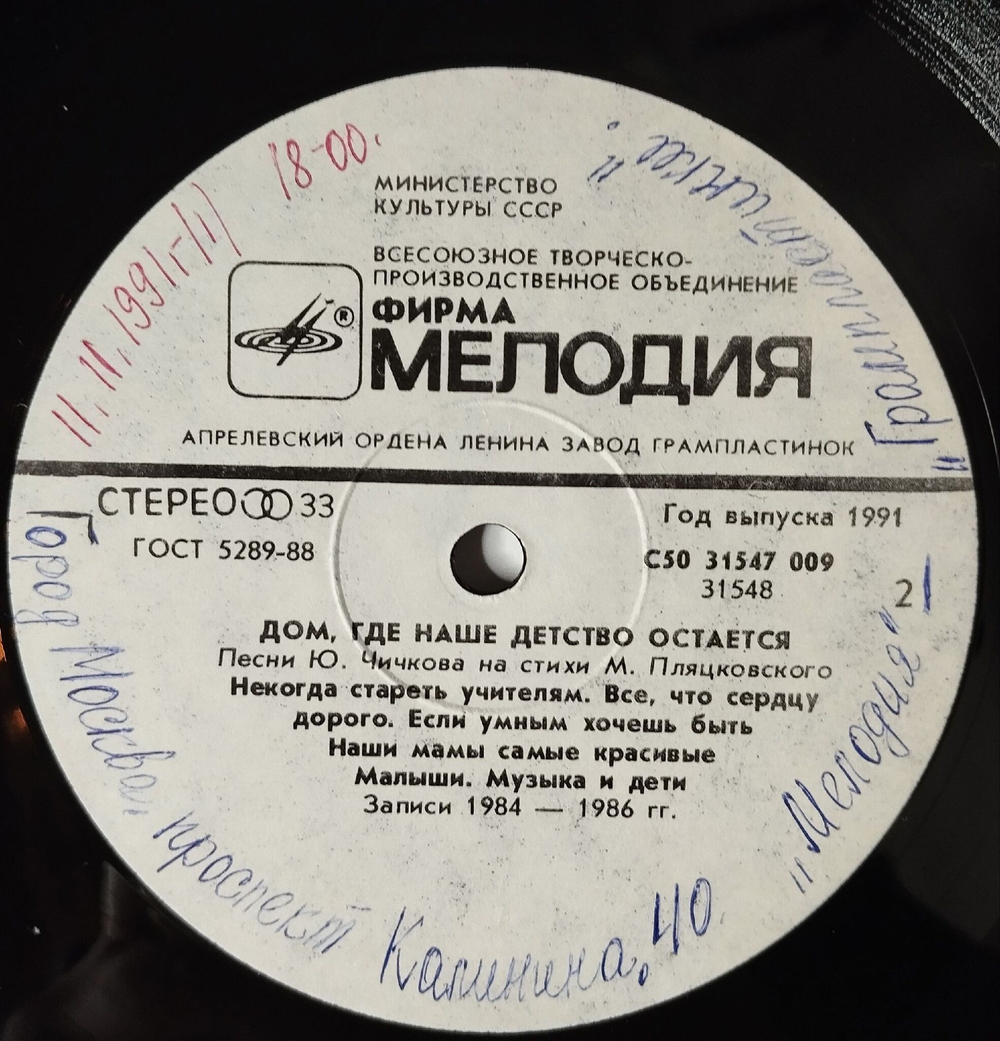 11.11.1991 г. (1) 18-00.
МИНИСТЕРСТВО
КУЛЬТУРЫ СССР
ВСЕСОЮЗНОЕ ТВОРЧЕСКО-
ПРОИЗВОДСТВЕННОЕ ОБЪЕДИНЕНИЕ
ФИРМА
®
МЕЛОДИЯ
АПРЕЛЕВСКИЙ ОРДЕНА ЛЕНИНА ЗАВОД ГРАМПЛАСТИНОК
СТЕРЕО 33
ГОСТ 5289-88
Год выпуска 1991
С50 31547 009
31548
2
ДОМ, ГДЕ НАШЕ ДЕТСТВО ОСТАЕТСЯ
Песни Ю. Чичкова на стихи М. Пляцковского
Некогда стареть учителям. Все, что сердцу
дорого. Если умным хочешь быть
Наши мамы самые красивые
Малыши. Музыка и дети
Записи 1984 — 1986 гг.
Город Москва, проспект Калинина, 40. "Мелодия"